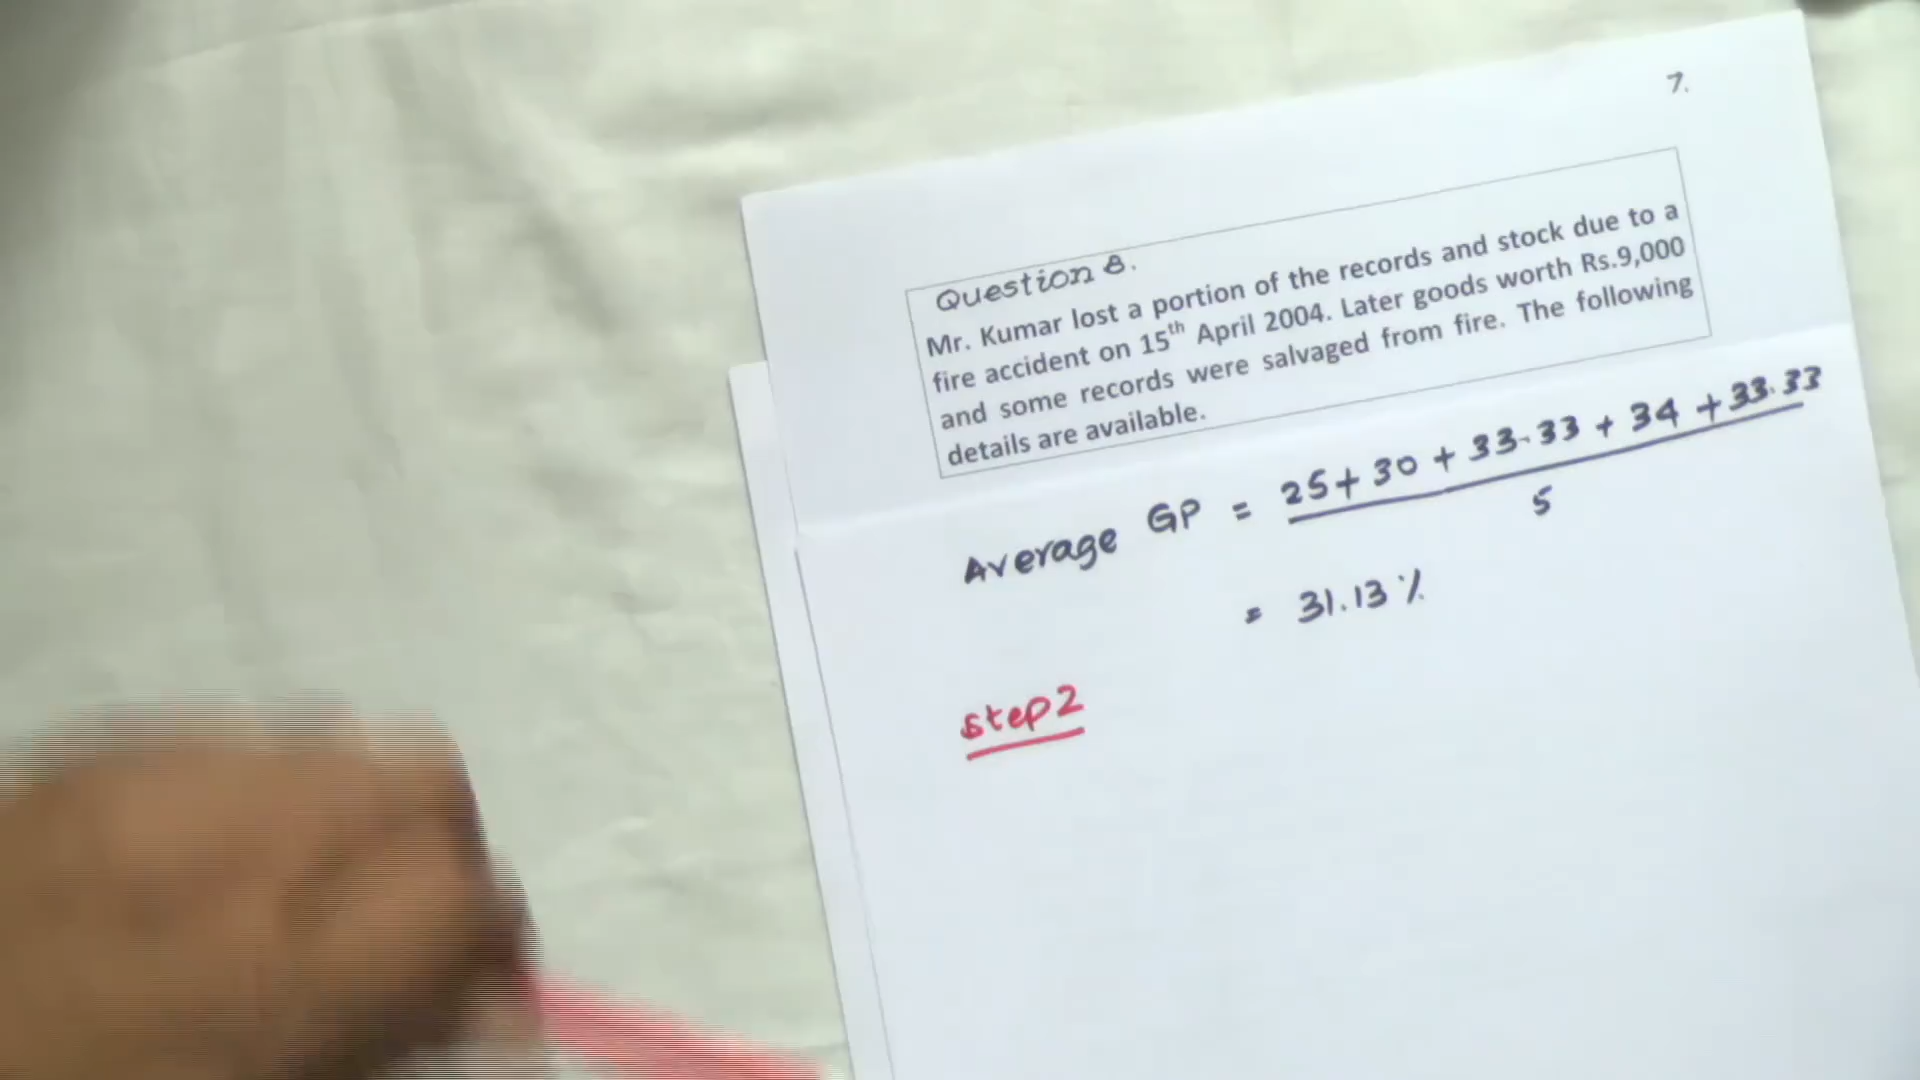 7.
Question 8.
Mr. Kumar lost a portion of the records and stock due to a
fire accident on 15th April 2004. Later goods worth Rs.9,000
and some records were salvaged from fire. The following
details are available.
Average GP = 25+ 30 + 33.33 + 34 + 33.33
5
= 31.13 %
Step2